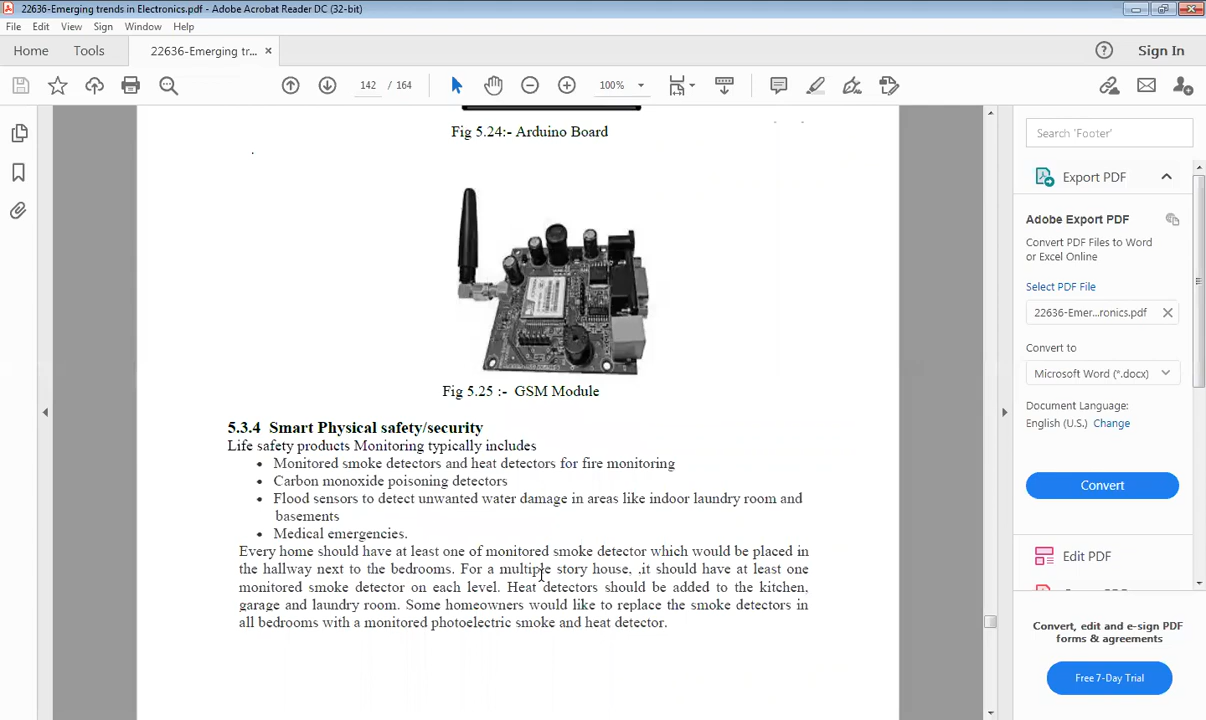 22636-Emerging trends in Electronics.pdf - Adobe Acrobat Reader DC (32-bit)
File Edit View Sign Window Help
Home Tools 22636-Emerging tr... × Sign In
142 / 164 100%
Fig 5.24:- Arduino Board
Fig 5.25 :- GSM Module
5.3.4 Smart Physical safety/security
Life safety products Monitoring typically includes
• Monitored smoke detectors and heat detectors for fire monitoring
• Carbon monoxide poisoning detectors
• Flood sensors to detect unwanted water damage in areas like indoor laundry room and
basements
• Medical emergencies.
Every home should have at least one of monitored smoke detector which would be placed in
the hallway next to the bedrooms. For a multiple story house, .it should have at least one
monitored smoke detector on each level. Heat detectors should be added to the kitchen,
garage and laundry room. Some homeowners would like to replace the smoke detectors in
all bedrooms with a monitored photoelectric smoke and heat detector.
Search 'Footer'
Export PDF
Adobe Export PDF
Convert PDF Files to Word
or Excel Online
Select PDF File
22636-Emer...ronics.pdf ×
Convert to
Microsoft Word (*.docx)
Document Language:
English (U.S.) Change
Convert
Edit PDF
Convert, edit and e-sign PDF
forms & agreements
Free 7-Day Trial